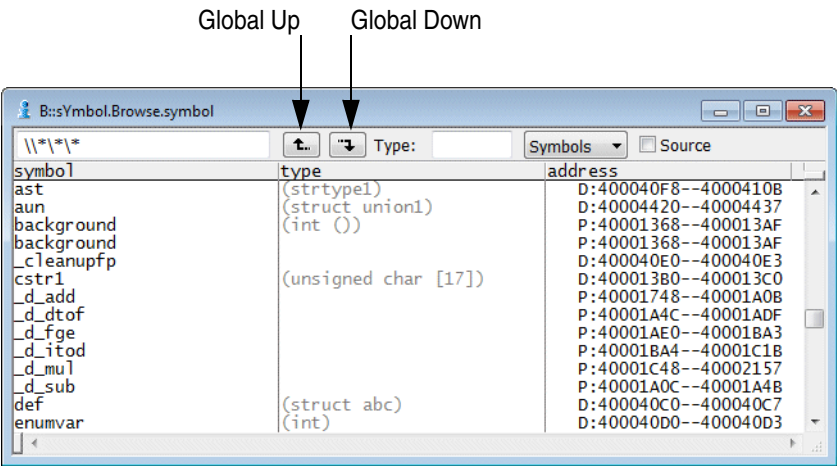 Global Up Global Down
B::sYmbol.Browse.symbol
\\*\*\* Type: Symbols Source
symbol type address
ast (strtype1) D:400040F8--4000410B
aun (struct union1) D:40004420--40004437
background (int ()) P:40001368--400013AF
background P:40001368--400013AF
_cleanupfp D:400040E0--400040E3
cstr1 (unsigned char [17]) D:400013B0--400013C0
_d_add P:40001748--40001A0B
_d_dtof P:40001A4C--40001ADF
_d_fge P:40001AE0--40001BA3
_d_itod P:40001BA4--40001C1B
_d_mul P:40001C48--40002157
_d_sub P:40001A0C--40001A4B
def (struct abc) D:400040C0--400040C7
enumvar (int) D:400040D0--400040D3